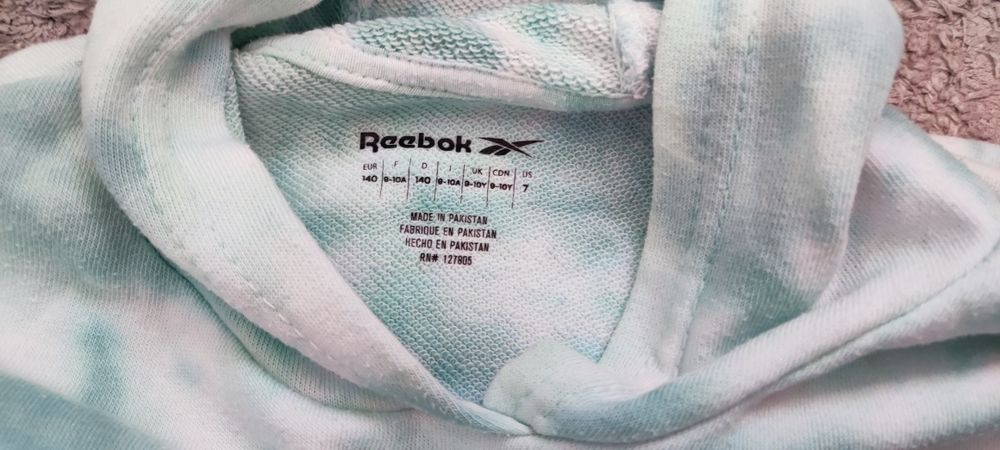 Reebok
EUR F D I UK CDN US
140 9-10A 140 9-10A 9-10Y 9-10Y 7
MADE IN PAKISTAN
FABRIQUE EN PAKISTAN
HECHO EN PAKISTAN
RN# 127805